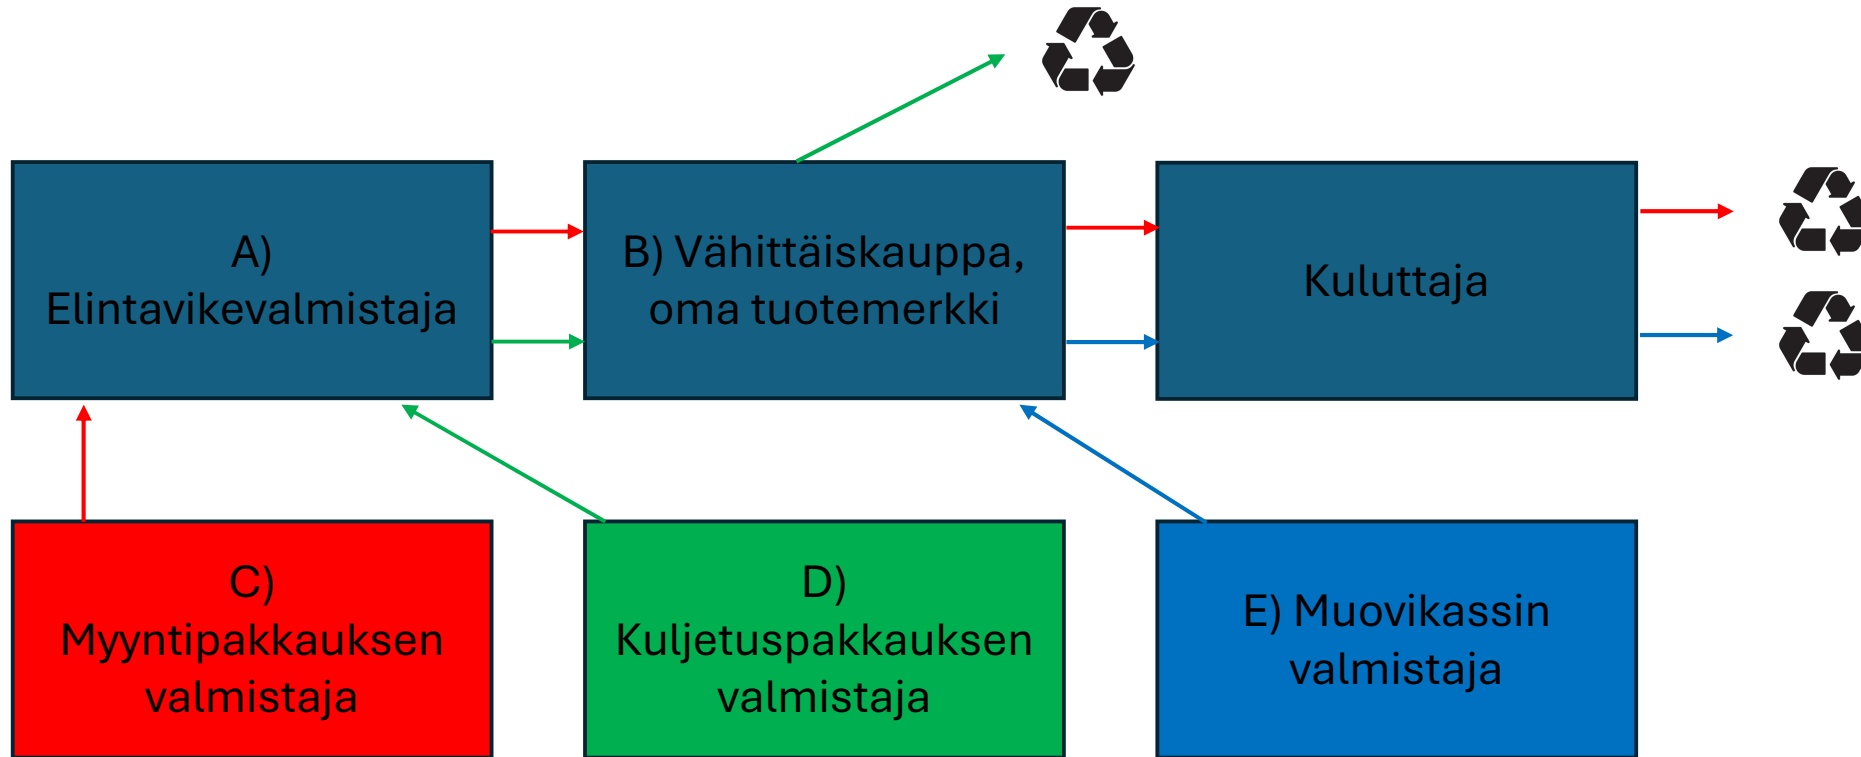 A)
Elintavikevalmistaja
B) Vähittäiskauppa,
oma tuotemerkki
Kuluttaja
C)
Myyntipakkauksen
valmistaja
D)
Kuljetuspakkauksen
valmistaja
E) Muovikassin
valmistaja